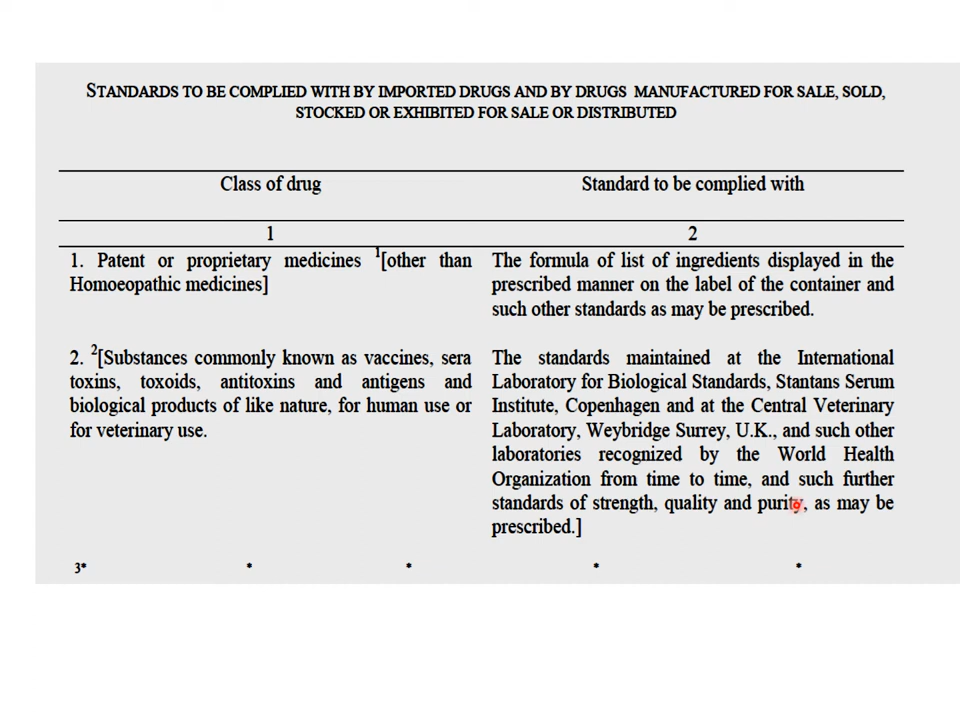 STANDARDS TO BE COMPLIED WITH BY IMPORTED DRUGS AND BY DRUGS MANUFACTURED FOR SALE, SOLD,
STOCKED OR EXHIBITED FOR SALE OR DISTRIBUTED
Class of drug
Standard to be complied with
1
2
1. Patent or proprietary medicines 1[other than
Homoeopathic medicines]
The formula of list of ingredients displayed in the
prescribed manner on the label of the container and
such other standards as may be prescribed.
2. 2[Substances commonly known as vaccines, sera
toxins, toxoids, antitoxins and antigens and
biological products of like nature, for human use or
for veterinary use.
The standards maintained at the International
Laboratory for Biological Standards, Stantans Serum
Institute, Copenhagen and at the Central Veterinary
Laboratory, Weybridge Surrey, U.K., and such other
laboratories recognized by the World Health
Organization from time to time, and such further
standards of strength, quality and purity, as may be
prescribed.]
3* * * * *